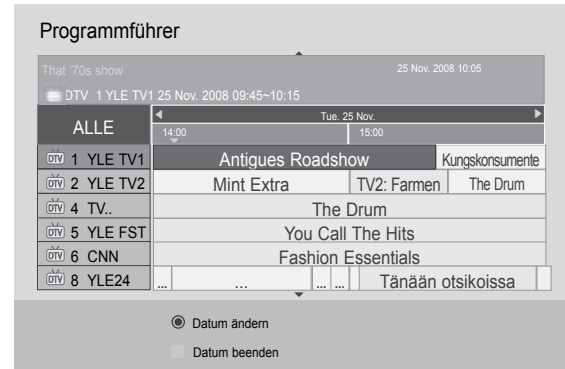 Programmführer
That ’70s show 25 Nov. 2008 10:05
DTV 1 YLE TV1 25 Nov. 2008 09:45~10:15
ALLE Tue. 25 Nov.
14:00 15:00
DTV 1 YLE TV1 Antigues Roadshow Kungskonsumente
DTV 2 YLE TV2 Mint Extra TV2: Farmen The Drum
DTV 4 TV.. The Drum
DTV 5 YLE FST You Call The Hits
DTV 6 CNN Fashion Essentials
DTV 8 YLE24 ... ... ... ... Tänään otsikoissa
Datum ändern
Datum beenden